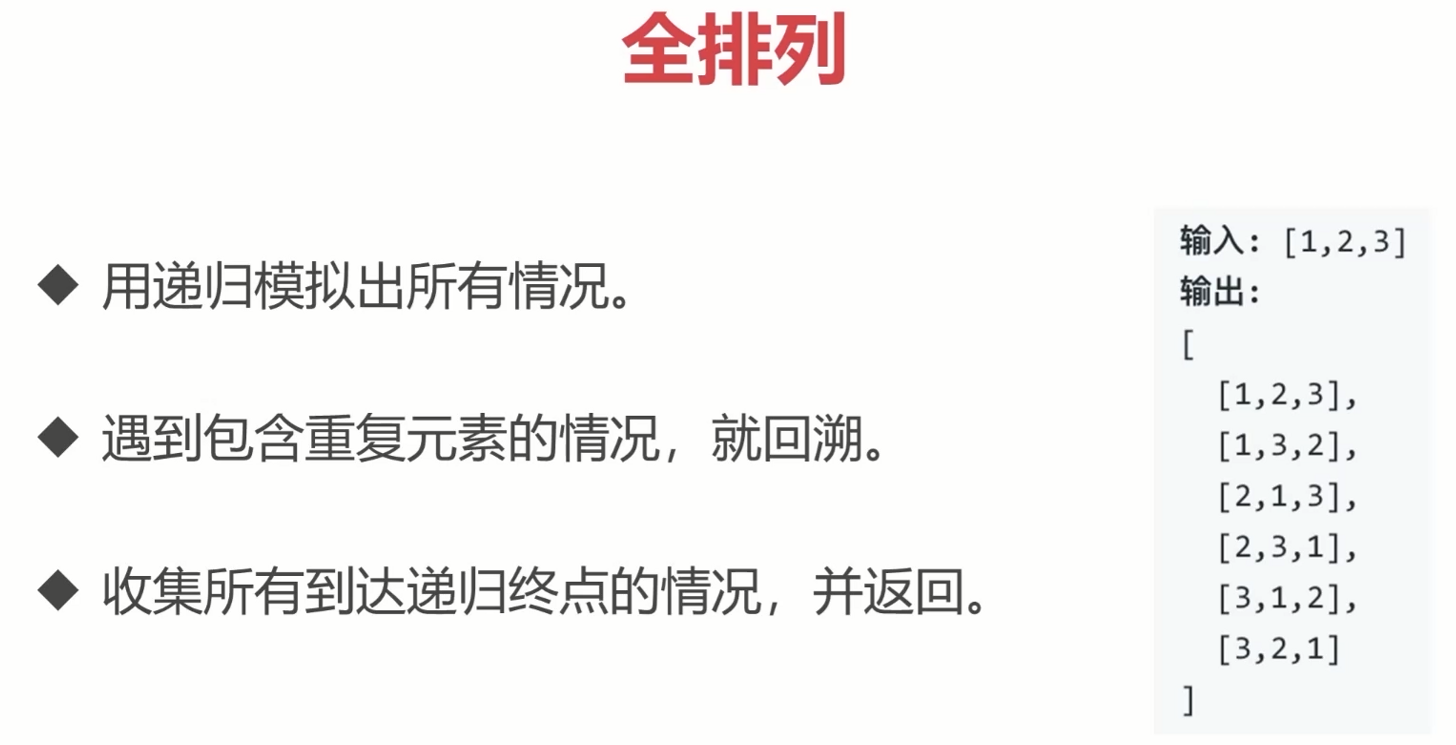 全排列
◆ 用递归模拟出所有情况。
◆ 遇到包含重复元素的情况，就回溯。
◆ 收集所有到达递归终点的情况，并返回。
输入: [1,2,3]
输出:
[
  [1,2,3],
  [1,3,2],
  [2,1,3],
  [2,3,1],
  [3,1,2],
  [3,2,1]
]